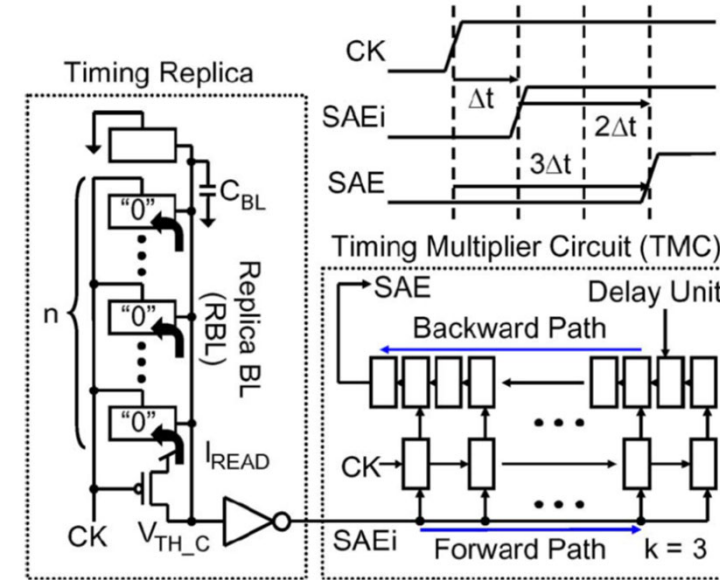 CK
Δt
SAEi
2Δt
3Δt
SAE
Timing Replica
C_BL
"0"
"0"
"0"
n
Replica BL
(RBL)
I_READ
CK
V_TH_C
Timing Multiplier Circuit (TMC)
SAE
Delay Unit
Backward Path
CK
SAEi
Forward Path
k = 3